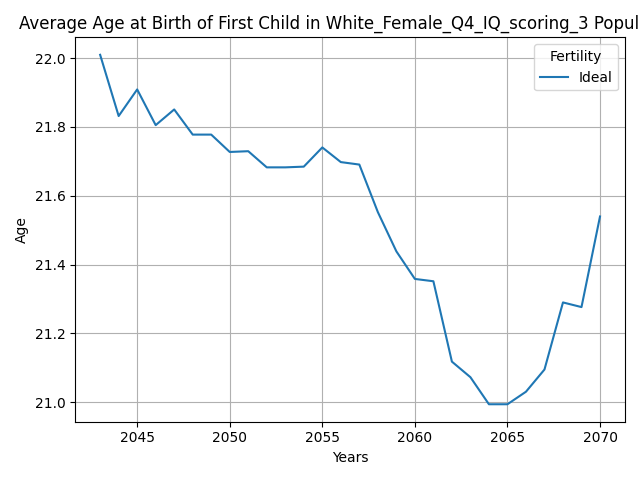 Average Age at Birth of First Child in White_Female_Q4_IQ_scoring_3 Popul
22.0
21.8
21.6
21.4
21.2
21.0
Age
Fertility
Ideal
2045 2050 2055 2060 2065 2070
Years